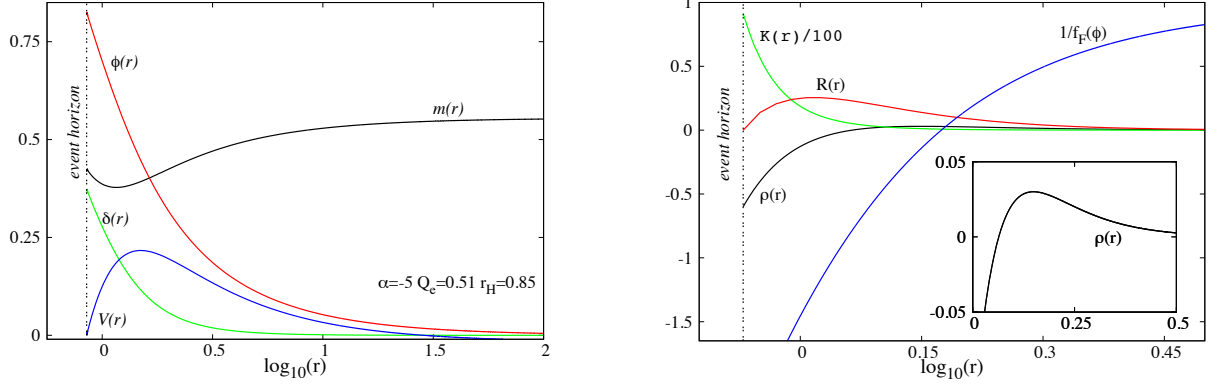 0.75
0.5
0.25
0
event horizon
ϕ(r)
m(r)
δ(r)
V(r)
α=-5 Q_e=0.51 r_H=0.85
0 0.5 1 1.5 2
log_10(r)
1
0.5
0
-0.5
-1
-1.5
event horizon
K(r)/100
R(r)
1/f_F(ϕ)
ρ(r)
0 0.15 0.3 0.45
log_10(r)
0.05
0
-0.05
ρ(r)
0 0.25 0.5